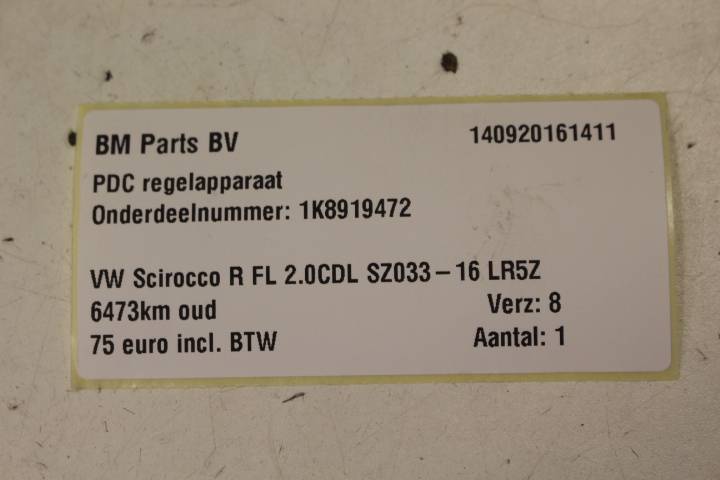 BM Parts BV 140920161411
PDC regelapparaat
Onderdeelnummer: 1K8919472
VW Scirocco R FL 2.0CDL SZ033-16 LR5Z
6473km oud Verz: 8
75 euro incl. BTW Aantal: 1